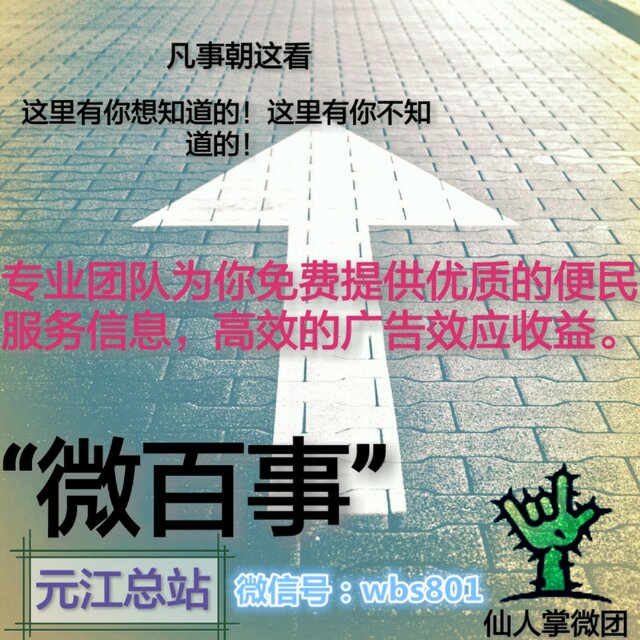 凡事朝这看
这里有你想知道的！这里有你不知
道的！
专业团队为你免费提供优质的便民
服务信息，高效的广告效应收益。
“微百事”
元江总站
微信号：wbs801
仙人掌微团